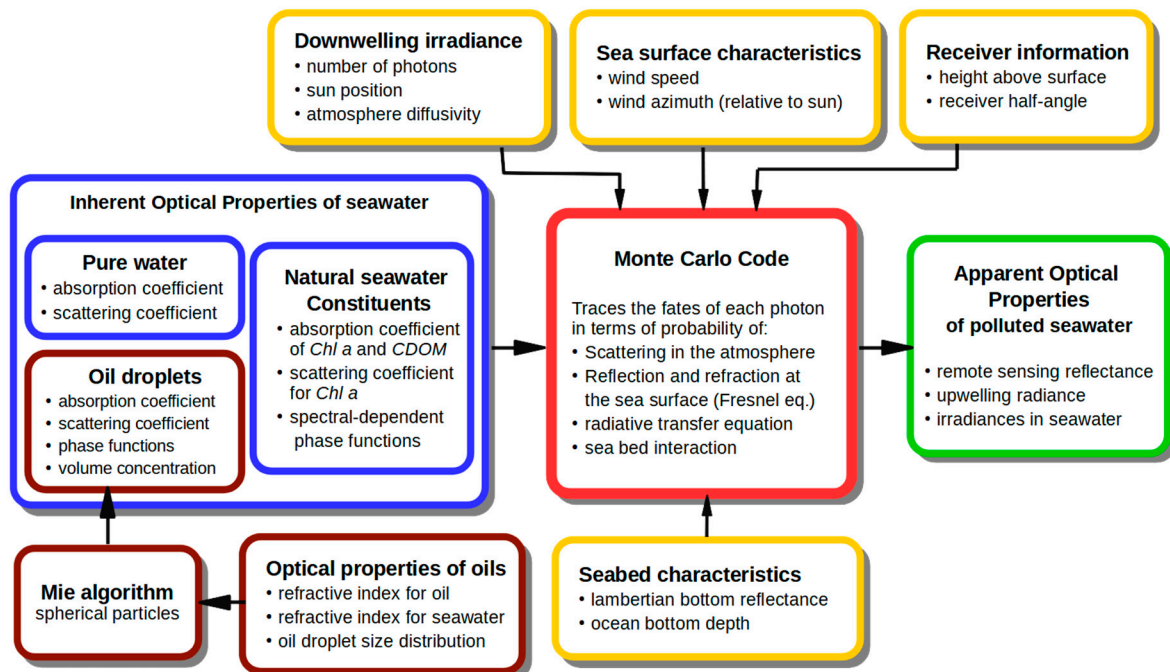 Downwelling irradiance
• number of photons
• sun position
• atmosphere diffusivity
Sea surface characteristics
• wind speed
• wind azimuth (relative to sun)
Receiver information
• height above surface
• receiver half-angle
Inherent Optical Properties of seawater
Pure water
• absorption coefficient
• scattering coefficient
Oil droplets
• absorption coefficient
• scattering coefficient
• phase functions
• volume concentration
Natural seawater
Constituents
• absorption coefficient
of Chl a and CDOM
• scattering coefficient
for Chl a
• spectral-dependent
phase functions
Monte Carlo Code
Traces the fates of each photon
in terms of probability of:
• Scattering in the atmosphere
• Reflection and refraction at
the sea surface (Fresnel eq.)
• radiative transfer equation
• sea bed interaction
Apparent Optical
Properties
of polluted seawater
• remote sensing reflectance
• upwelling radiance
• irradiances in seawater
Mie algorithm
spherical particles
Optical properties of oils
• refractive index for oil
• refractive index for seawater
• oil droplet size distribution
Seabed characteristics
• lambertian bottom reflectance
• ocean bottom depth